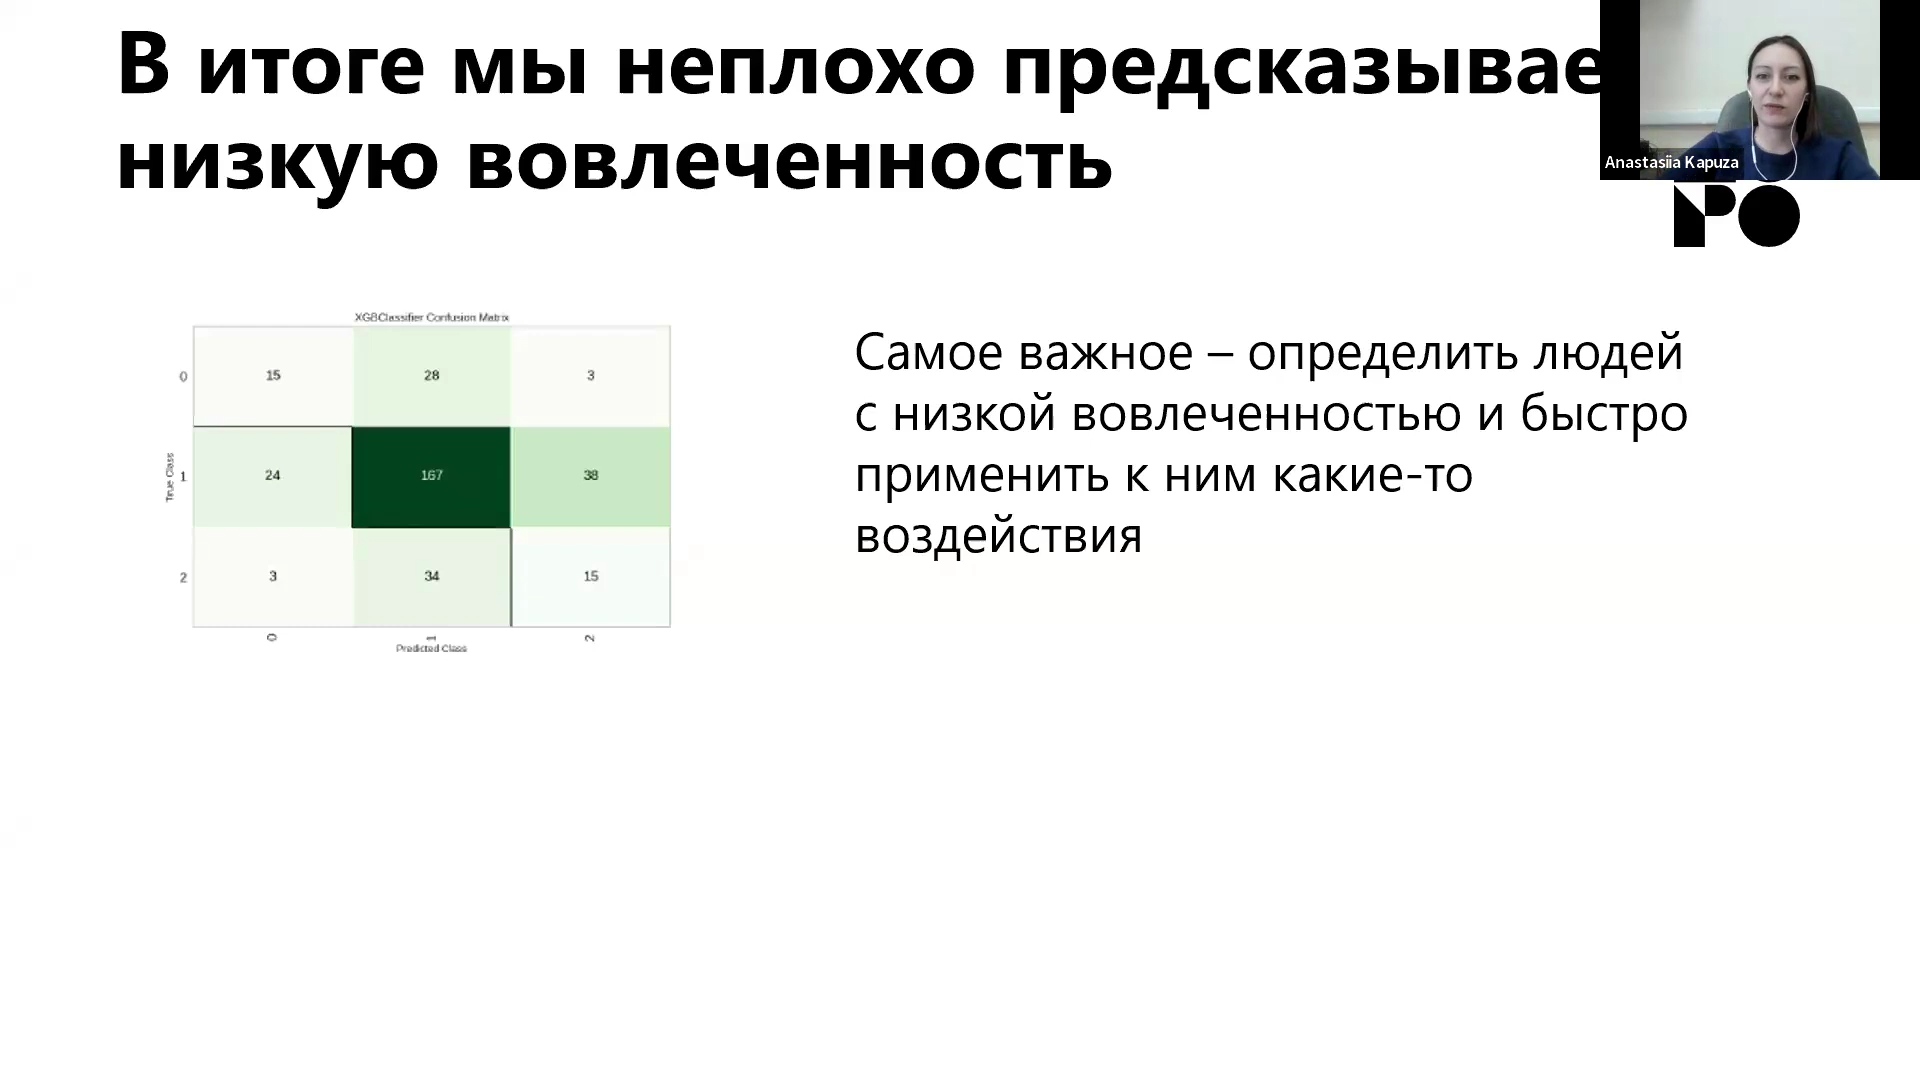 В итоге мы неплохо предсказывае
низкую вовлеченность
Anastasiia Kapuza
XGBClassifier Confusion Matrix
0 15 28 3
True Class
1 24 167 38
2 3 34 15
0 1 2
Predicted Class
Самое важное – определить людей
с низкой вовлеченностью и быстро
применить к ним какие-то
воздействия